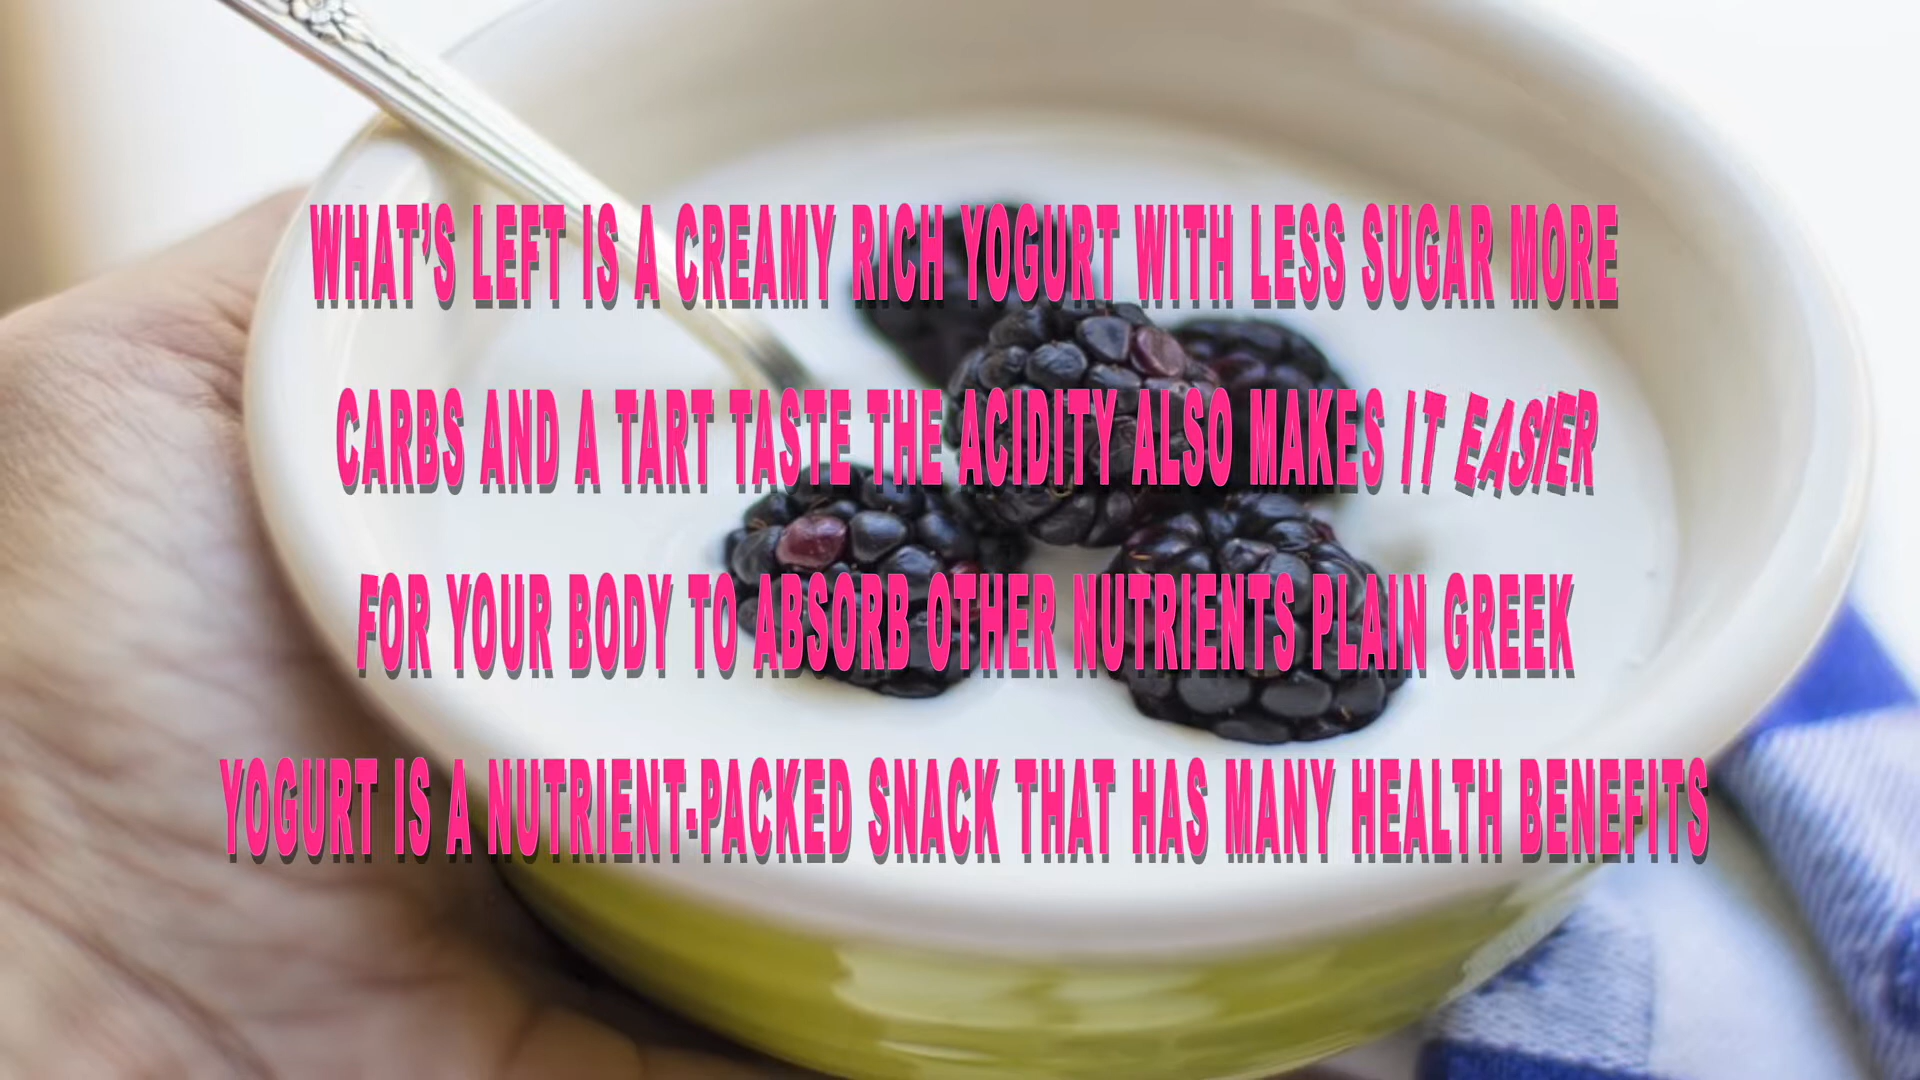 WHAT'S LEFT IS A CREAMY RICH YOGURT WITH LESS SUGAR MORE
CARBS AND A TART TASTE THE ACIDITY ALSO MAKES IT EASIER
FOR YOUR BODY TO ABSORB OTHER NUTRIENTS PLAIN GREEK
YOGURT IS A NUTRIENT-PACKED SNACK THAT HAS MANY HEALTH BENEFITS